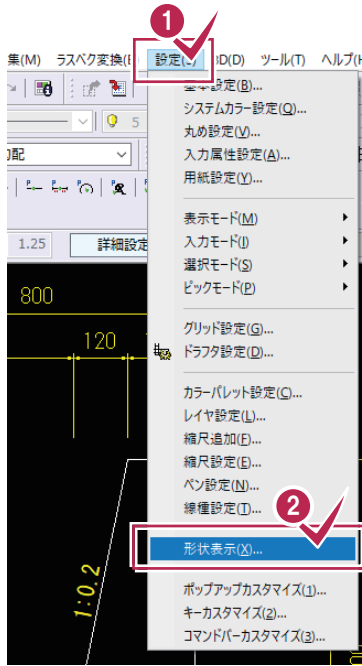 1
集(M) ラスベク変換(
設定(
3D(D) ツール(T) ヘルプ(
5
配
1.25 詳細設定
800
120
1:0.2
基本設定(B)...
システムカラー設定(Q)...
丸め設定(V)...
入力属性設定(A)...
用紙設定(Y)...
表示モード(M)
入力モード(I)
選択モード(S)
ピックモード(P)
グリッド設定(G)...
ドラフタ設定(D)...
カラーパレット設定(C)...
レイヤ設定(L)...
縮尺追加(F)...
縮尺設定(E)...
ペン設定(N)...
線種設定(T)...
2
形状表示(X)...
ポップアップカスタマイズ(1)...
キーカスタマイズ(2)...
コマンドバーカスタマイズ(3)...